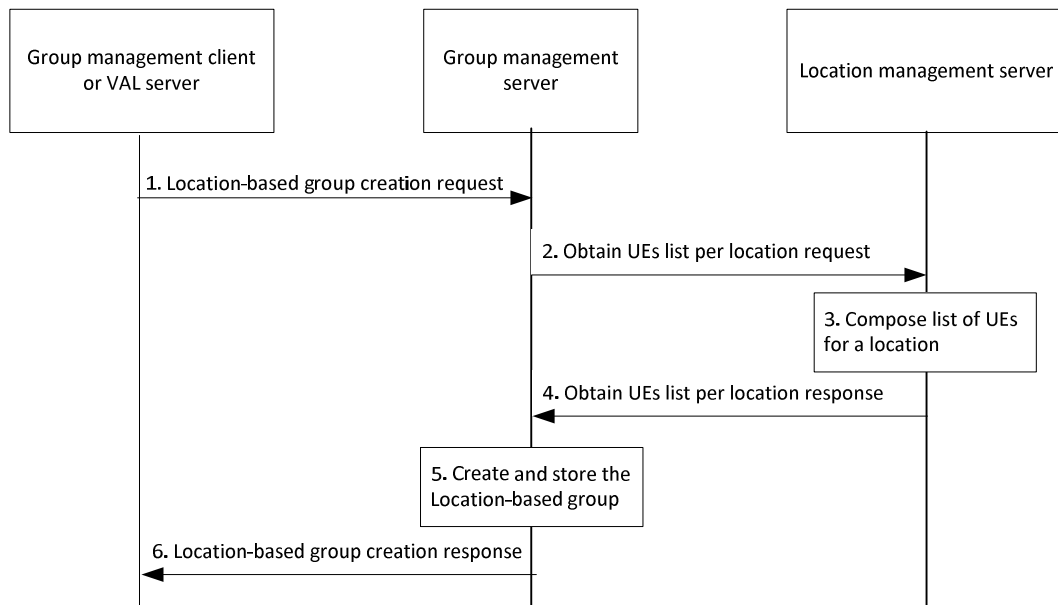 Group management client
or VAL server
Group management
server
Location management server
1. Location-based group creation request
2. Obtain UEs list per location request
3. Compose list of UEs
for a location
4. Obtain UEs list per location response
5. Create and store the
Location-based group
6. Location-based group creation response